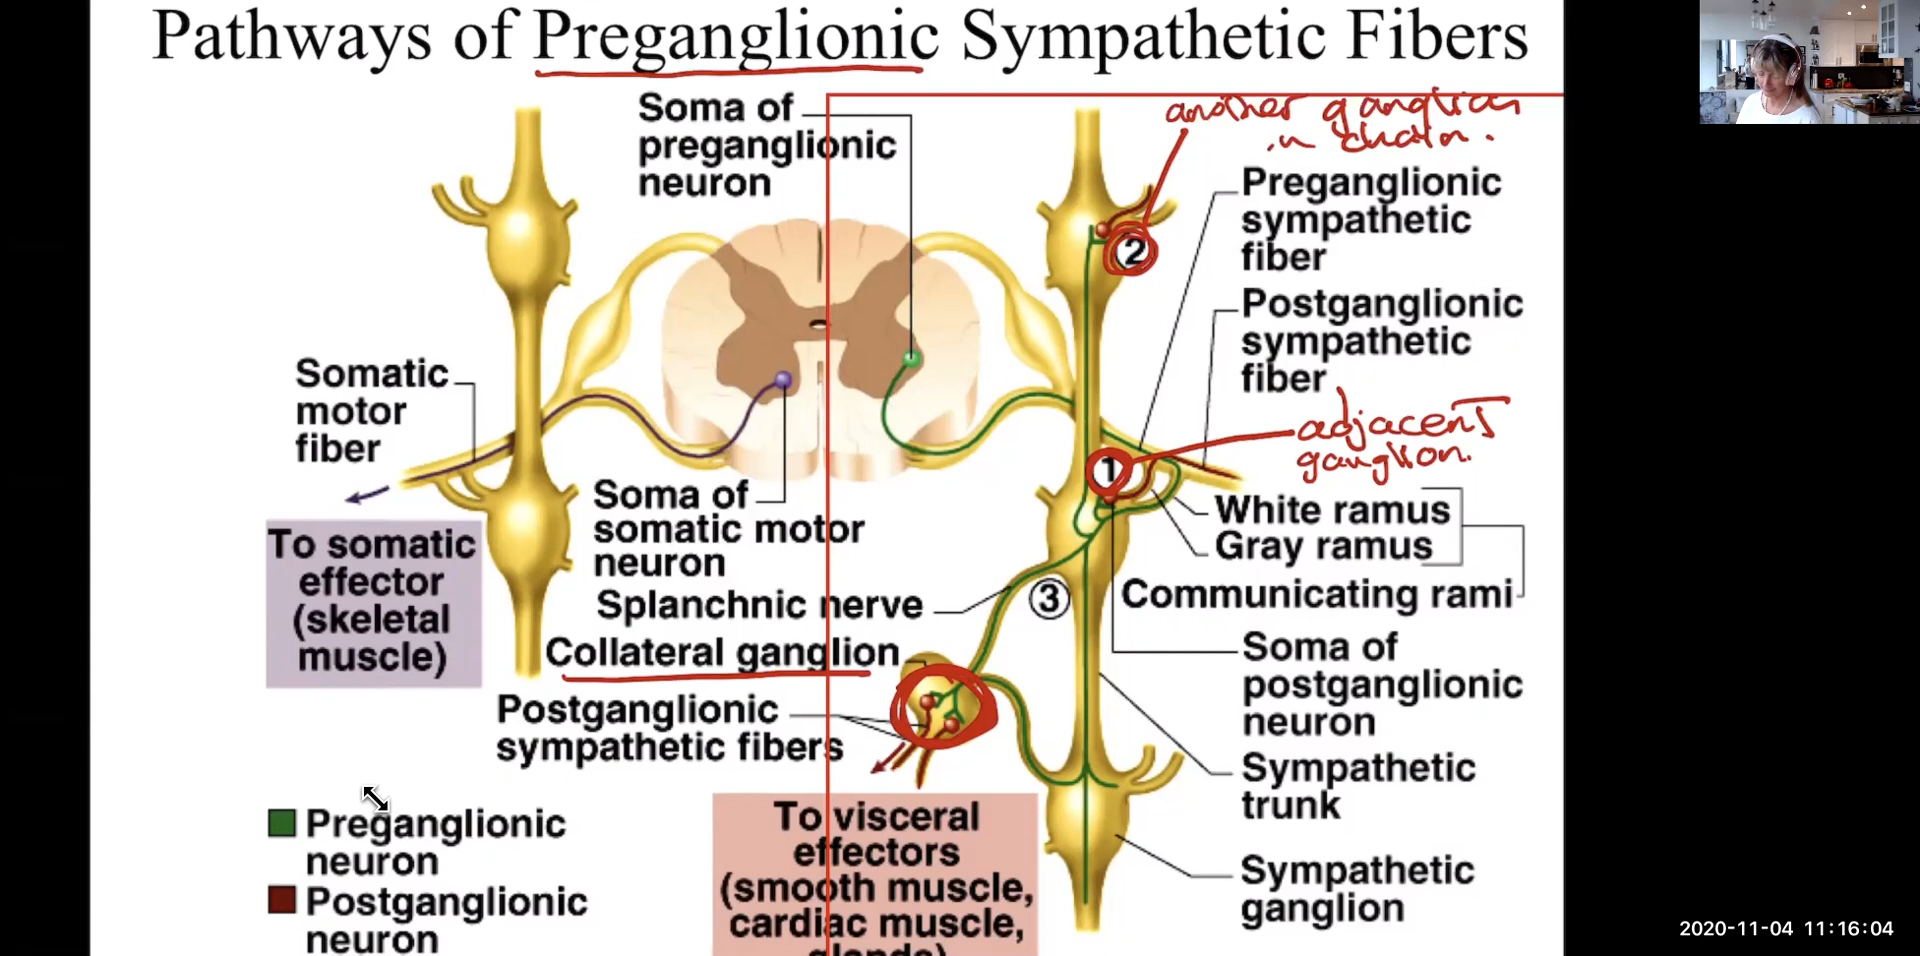 Pathways of Preganglionic Sympathetic Fibers
another ganglion
in chain.
Soma of
preganglionic
neuron
Preganglionic
sympathetic
fiber
2
Postganglionic
sympathetic
fiber
Somatic
motor
fiber
adjacent
ganglion.
1
Soma of
somatic motor
neuron
White ramus
Gray ramus
Communicating rami
To somatic
effector
(skeletal
muscle)
Splanchnic nerve
3
Collateral ganglion
Soma of
postganglionic
neuron
Postganglionic
sympathetic fibers
Sympathetic
trunk
Preganglionic
neuron
Postganglionic
neuron
To visceral
effectors
(smooth muscle,
cardiac muscle,
glands)
Sympathetic
ganglion
2020-11-04 11:16:04